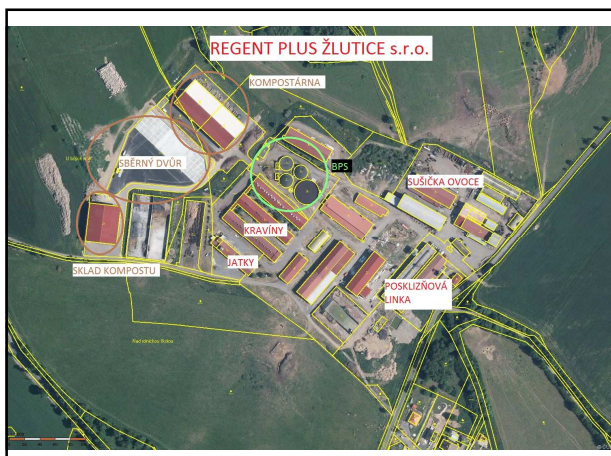 REGENT PLUS ŽLUTICE s.r.o.
KOMPOSTÁRNA
SBĚRNÝ DVŮR
BPS
SUŠIČKA OVOCE
KRAVÍNY
JATKY
SKLAD KOMPOSTU
POSKLIZŇOVÁ
LINKA